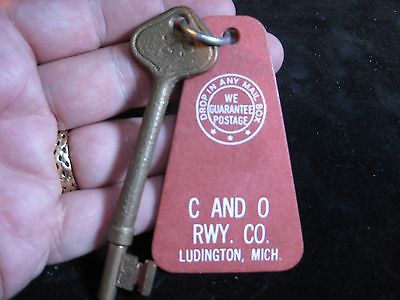 DROP IN ANY MAIL BOX
WE
GUARANTEE
POSTAGE
C AND O
RWY. CO.
LUDINGTON, MICH.